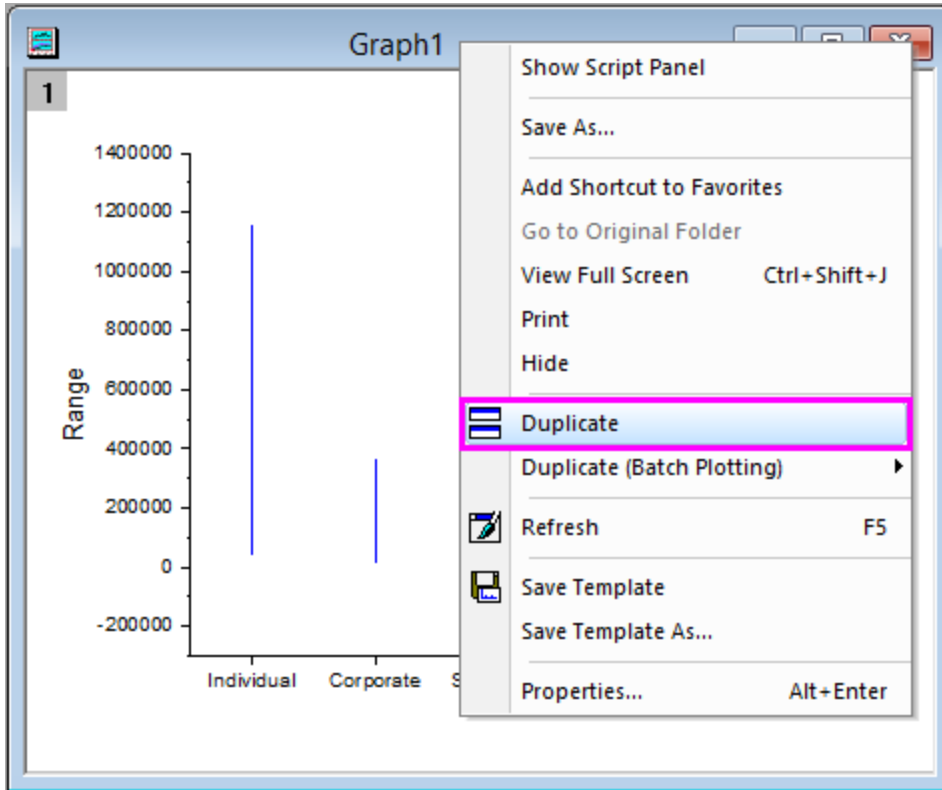 Graph1
1
Show Script Panel
Save As...
Add Shortcut to Favorites
Go to Original Folder
View Full Screen Ctrl+Shift+J
Print
Hide
Duplicate
Duplicate (Batch Plotting)
Refresh F5
Save Template
Save Template As...
Properties... Alt+Enter
1400000
1200000
1000000
800000
600000
400000
200000
0
-200000
Range
Individual Corporate